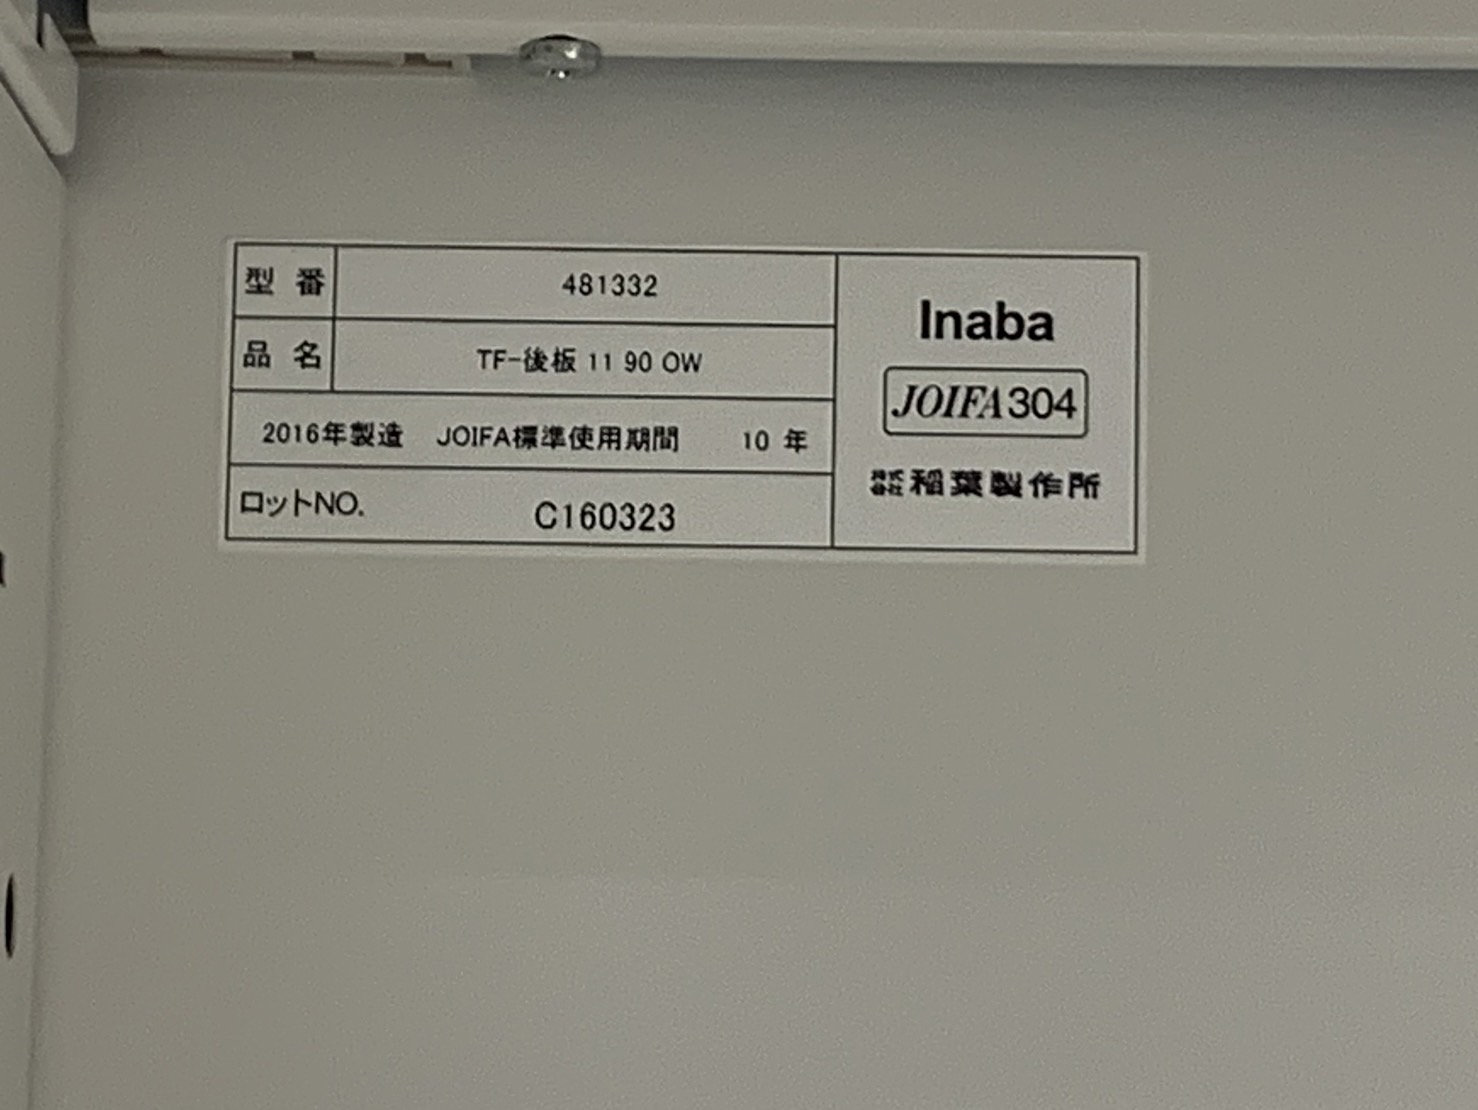 型 番 481332
品 名 TF-後板 11 90 OW
2016年製造 JOIFA標準使用期間 10 年
ロットNO. C160323
Inaba
JOIFA304
株式会社稲葉製作所